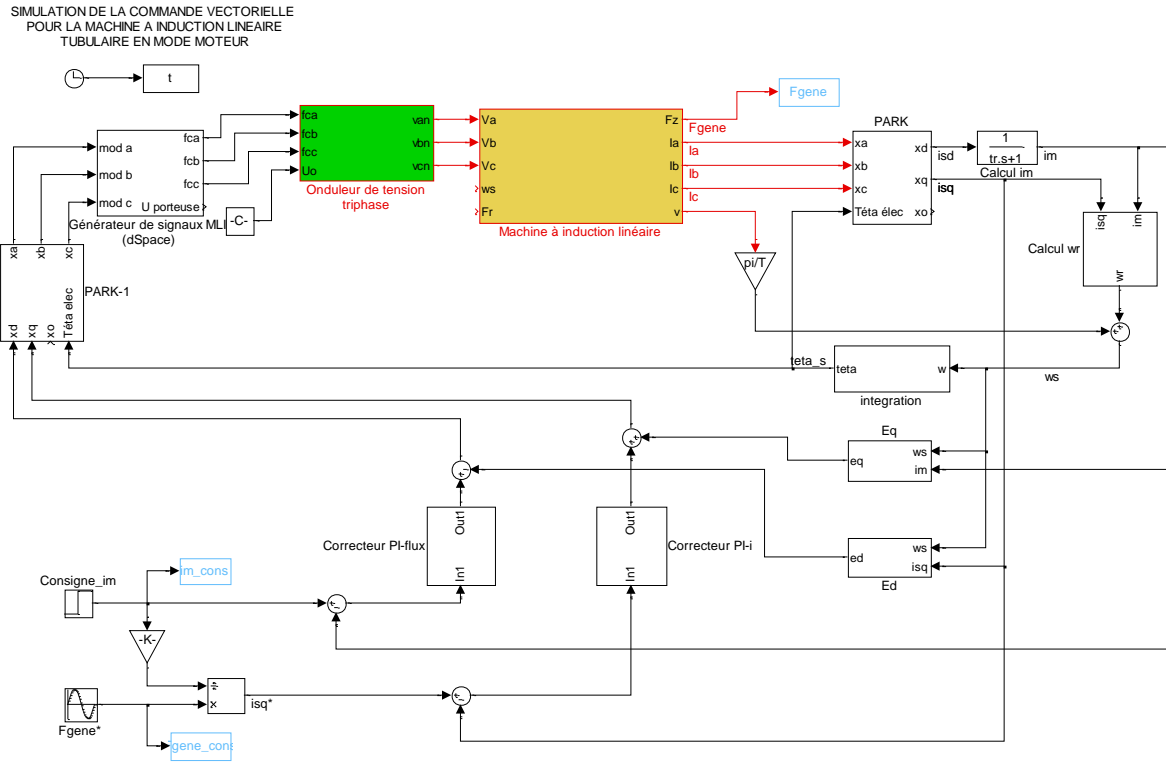 SIMULATION DE LA COMMANDE VECTORIELLE
POUR LA MACHINE A INDUCTION LINEAIRE
TUBULAIRE EN MODE MOTEUR
t
Fgene
fca
fcb
fcc
mod a
mod b
mod c
U porteuse
Générateur de signaux MLI
(dSpace)
-C-
fca
fcb
fcc
Uo
van
vbn
vcn
Onduleur de tension
triphase
Va
Vb
Vc
ws
Fr
Fz
Ia
Ib
Ic
v
Machine à induction linéaire
Fgene
Ia
Ib
Ic
PARK
xa
xb
xc
Téta élec
xd
xq
xo
isd
isq
1
tr.s+1
Calcul im
im
isq
im
wr
Calcul wr
pi/T
xa
xb
xc
xd
xq
xo
Téta elec
PARK-1
teta_s
teta
w
integration
ws
Eq
eq
ws
im
ed
ws
isq
Ed
Out1
In1
Correcteur PI-flux
Out1
In1
Correcteur PI-i
Consigne_im
im_cons
-K-
÷
×
isq*
Fgene*
gene_cons